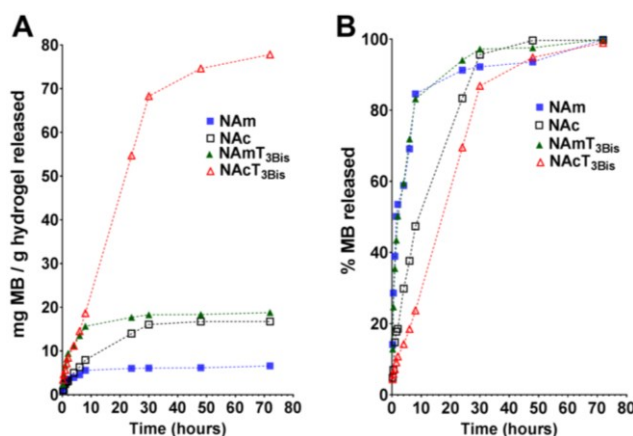 A
mg MB / g hydrogel released
80
70
60
50
40
30
20
10
0
0 10 20 30 40 50 60 70 80
Time (hours)
NAm
NAc
NAmT3Bis
NAcT3Bis
B
% MB released
100
80
60
40
20
0
0 10 20 30 40 50 60 70 80
Time (hours)
NAm
NAc
NAmT3Bis
NAcT3Bis